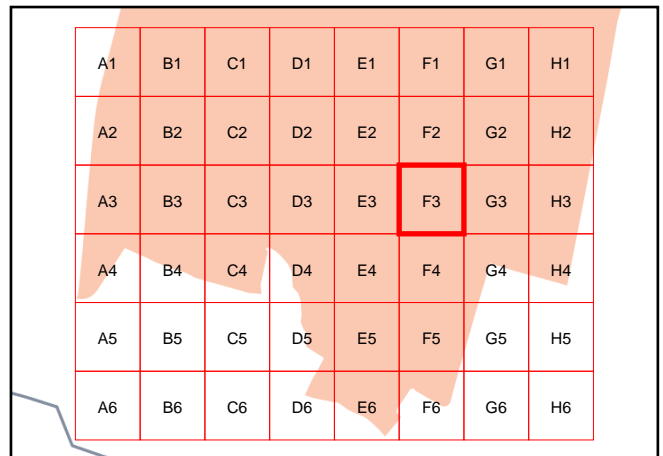 A1 B1 C1 D1 E1 F1 G1 H1
A2 B2 C2 D2 E2 F2 G2 H2
A3 B3 C3 D3 E3 F3 G3 H3
A4 B4 C4 D4 E4 F4 G4 H4
A5 B5 C5 D5 E5 F5 G5 H5
A6 B6 C6 D6 E6 F6 G6 H6